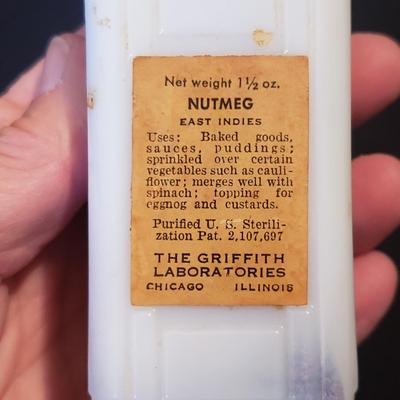 Net weight 1½ oz.
NUTMEG
EAST INDIES
Uses: Baked goods,
sauces, puddings;
sprinkled over certain
vegetables such as cauli-
flower; merges well with
spinach; topping for
eggnog and custards.
Purified U. S. Sterili-
zation Pat. 2,107,697
THE GRIFFITH
LABORATORIES
CHICAGO ILLINOIS